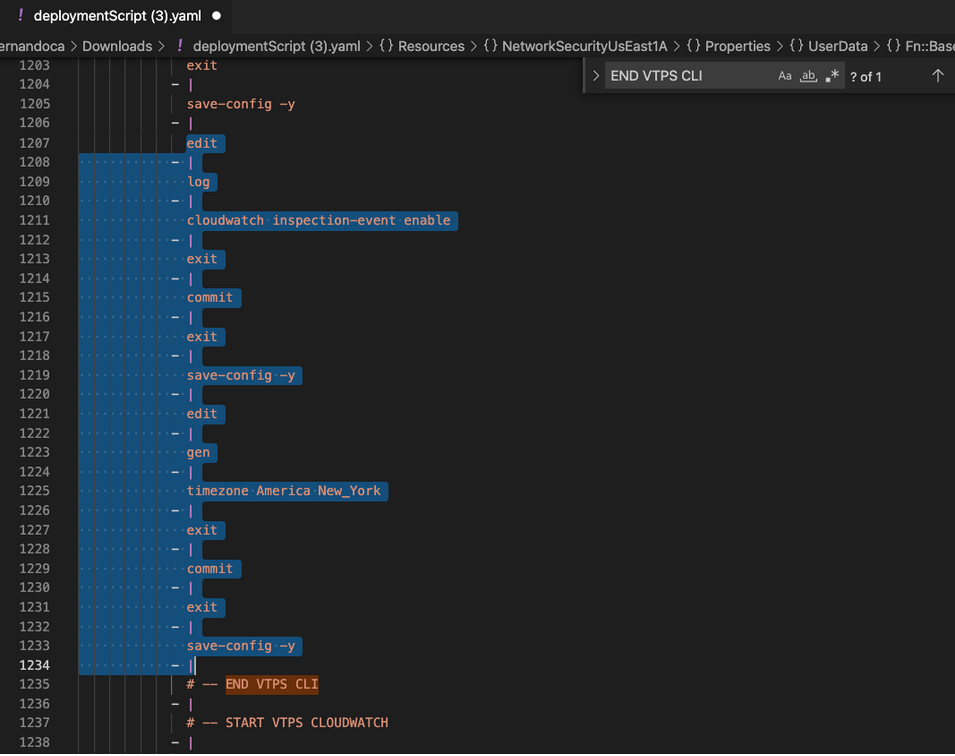 ! deploymentScript (3).yaml ●
ernandoca > Downloads > ! deploymentScript (3).yaml > {} Resources > {} NetworkSecurityUsEast1A > {} Properties > {} UserData > {} Fn::Base
END VTPS CLI Aa ab .* ? of 1 ↑
1203 exit
1204 - |
1205 save-config -y
1206 - |
1207 edit
1208 - |
1209 log
1210 - |
1211 cloudwatch inspection-event enable
1212 - |
1213 exit
1214 - |
1215 commit
1216 - |
1217 exit
1218 - |
1219 save-config -y
1220 - |
1221 edit
1222 - |
1223 gen
1224 - |
1225 timezone America New_York
1226 - |
1227 exit
1228 - |
1229 commit
1230 - |
1231 exit
1232 - |
1233 save-config -y
1234 - |
1235 # -- END VTPS CLI
1236 - |
1237 # -- START VTPS CLOUDWATCH
1238 - |